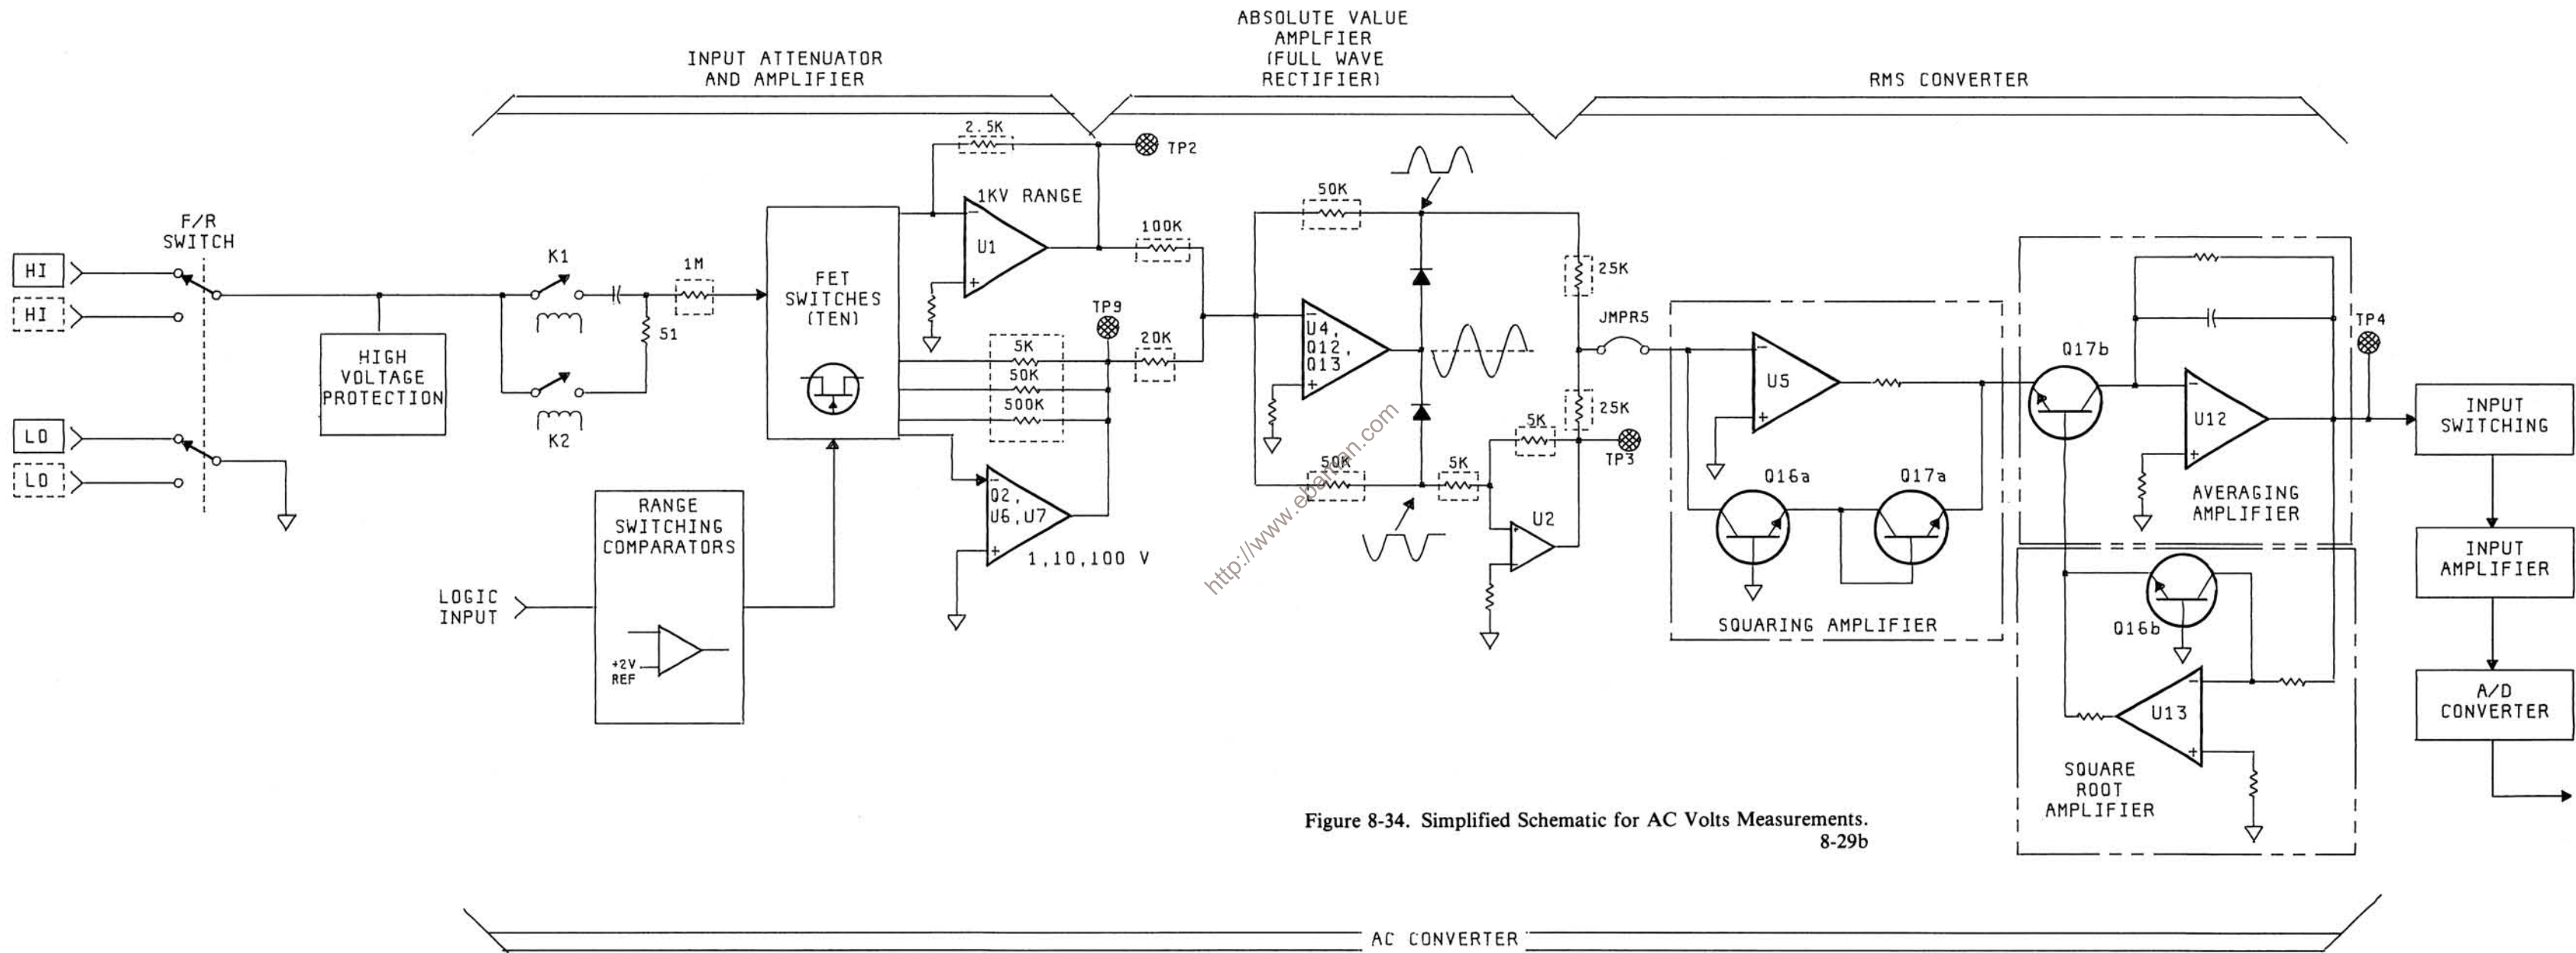 ABSOLUTE VALUE
AMPLFIER
(FULL WAVE
RECTIFIER)
INPUT ATTENUATOR
AND AMPLIFIER
RMS CONVERTER
2.5K
TP2
1KV RANGE
U1
-
+
F/R
SWITCH
HI
HI
LO
LO
HIGH
VOLTAGE
PROTECTION
K1
K2
51
1M
FET
SWITCHES
(TEN)
100K
TP9
20K
5K
50K
500K
-
Q2,
U6,U7
+
1,10,100 V
RANGE
SWITCHING
COMPARATORS
+2V
REF
LOGIC
INPUT
50K
-
U4,
Q12,
Q13
+
50K
5K
5K
25K
25K
TP3
U2
+
-
JMPR5
-
U5
+
Q16a
Q17a
SQUARING AMPLIFIER
Q17b
-
U12
+
AVERAGING
AMPLIFIER
TP4
Q16b
-
U13
+
SQUARE
ROOT
AMPLIFIER
INPUT
SWITCHING
INPUT
AMPLIFIER
A/D
CONVERTER
http://www.ebaman.com
Figure 8-34. Simplified Schematic for AC Volts Measurements.
8-29b
AC CONVERTER